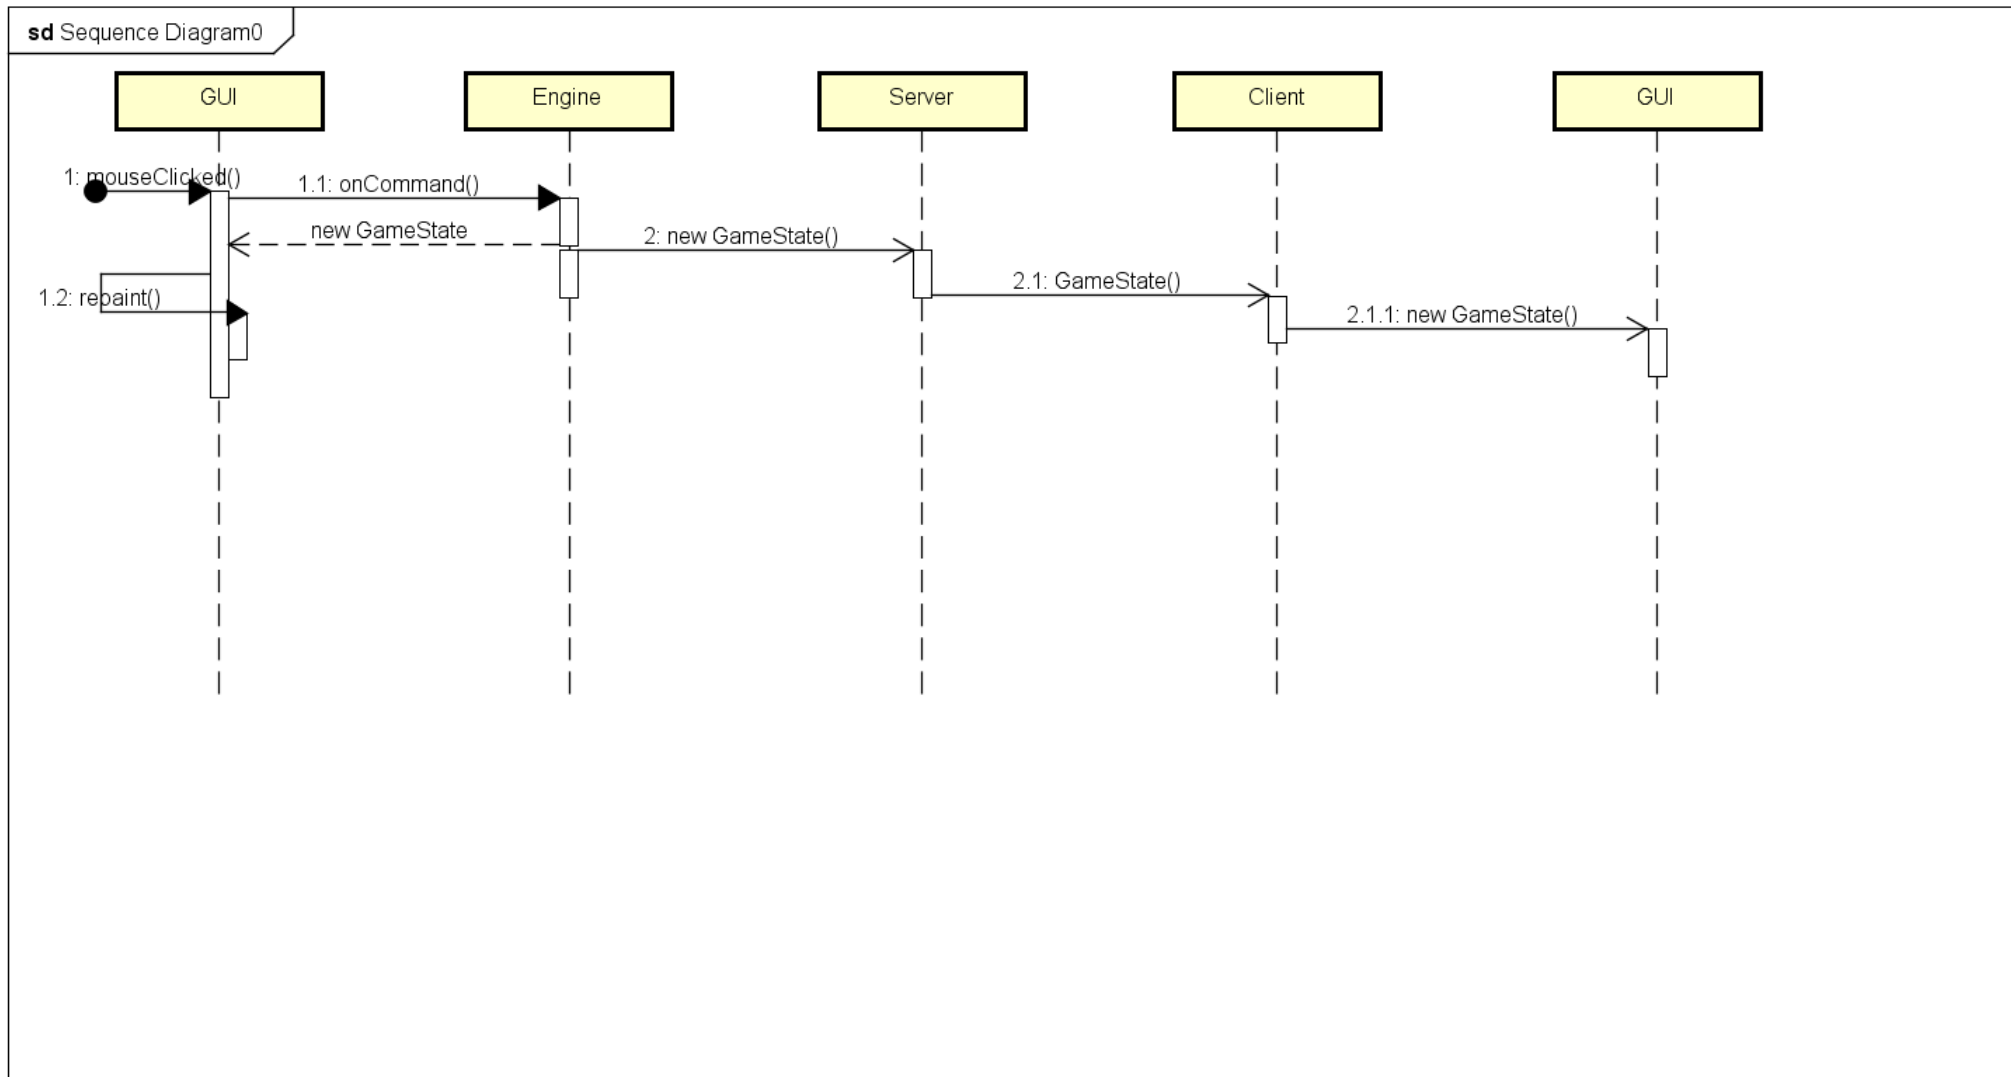 sd Sequence Diagram0
GUI
Engine
Server
Client
GUI
1: mouseClicked()
1.1: onCommand()
new GameState
2: new GameState()
1.2: repaint()
2.1: GameState()
2.1.1: new GameState()